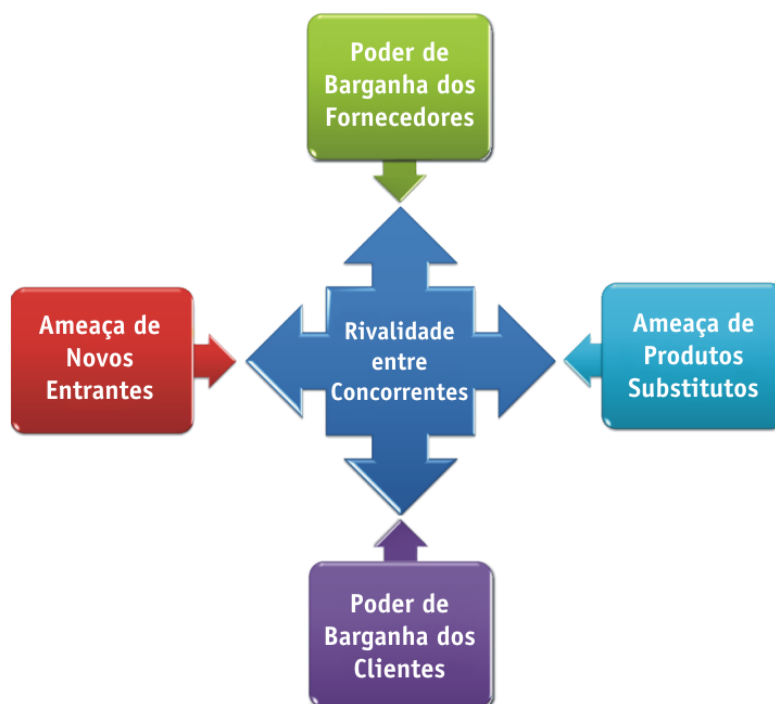 Poder de
Barganha dos
Fornecedores
Ameaça de
Novos
Entrantes
Rivalidade
entre
Concorrentes
Ameaça de
Produtos
Substitutos
Poder de
Barganha dos
Clientes